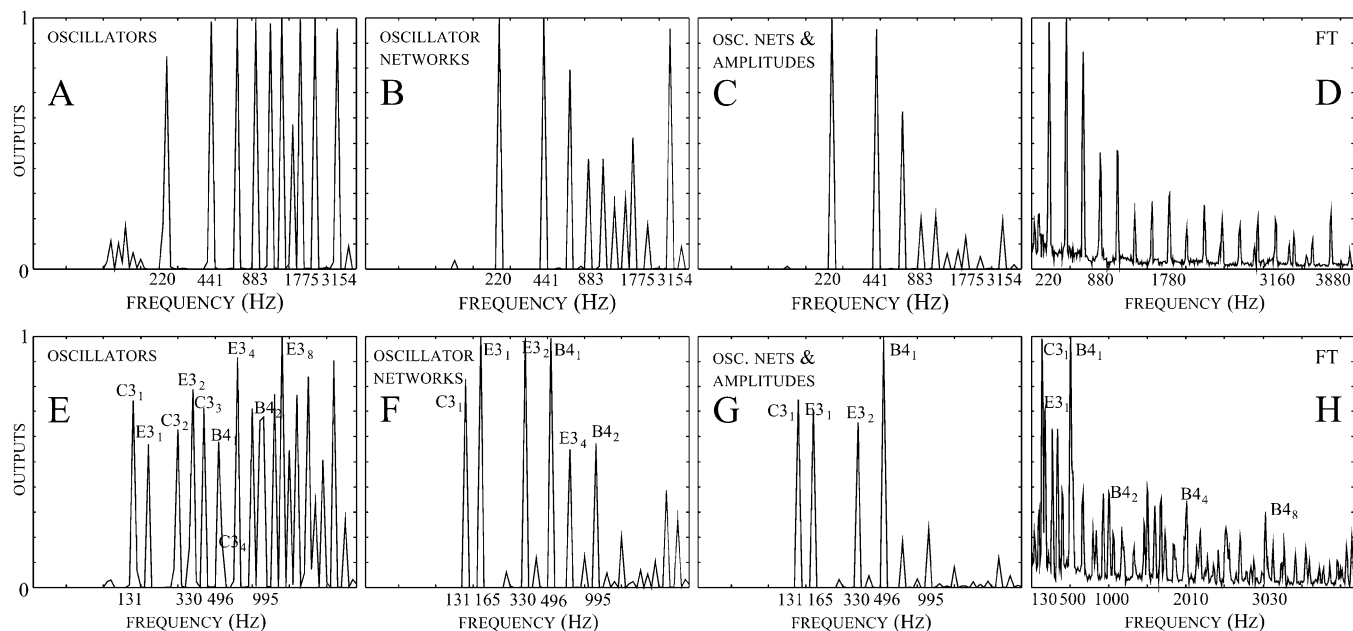 1
OSCILLATORS
A
OUTPUTS
0
220 441 883 1775 3154
FREQUENCY (Hz)
OSCILLATOR
NETWORKS
B
220 441 883 1775 3154
FREQUENCY (Hz)
OSC. NETS &
AMPLITUDES
C
220 441 883 1775 3154
FREQUENCY (Hz)
FT
D
220 880 1780 3160 3880
FREQUENCY (Hz)
1
OSCILLATORS
E3₄ E3₈
E3₂
C3₁
C3₃
C3₂ B4₂
E3₁ B4
E
C3₄
OUTPUTS
0
131 330 496 995
FREQUENCY (Hz)
OSCILLATOR
NETWORKS
E3₁ E3₂ B4₁
C3₁
F
E3₄ B4₂
131 165 330 496 995
FREQUENCY (Hz)
OSC. NETS &
AMPLITUDES
B4₁
C3₁ E3₁ E3₂
G
131 165 330 496 995
FREQUENCY (Hz)
FT
C3₁ B4₁
E3₁
H
B4₂ B4₄ B4₈
130 500 1000 2010 3030
FREQUENCY (Hz)